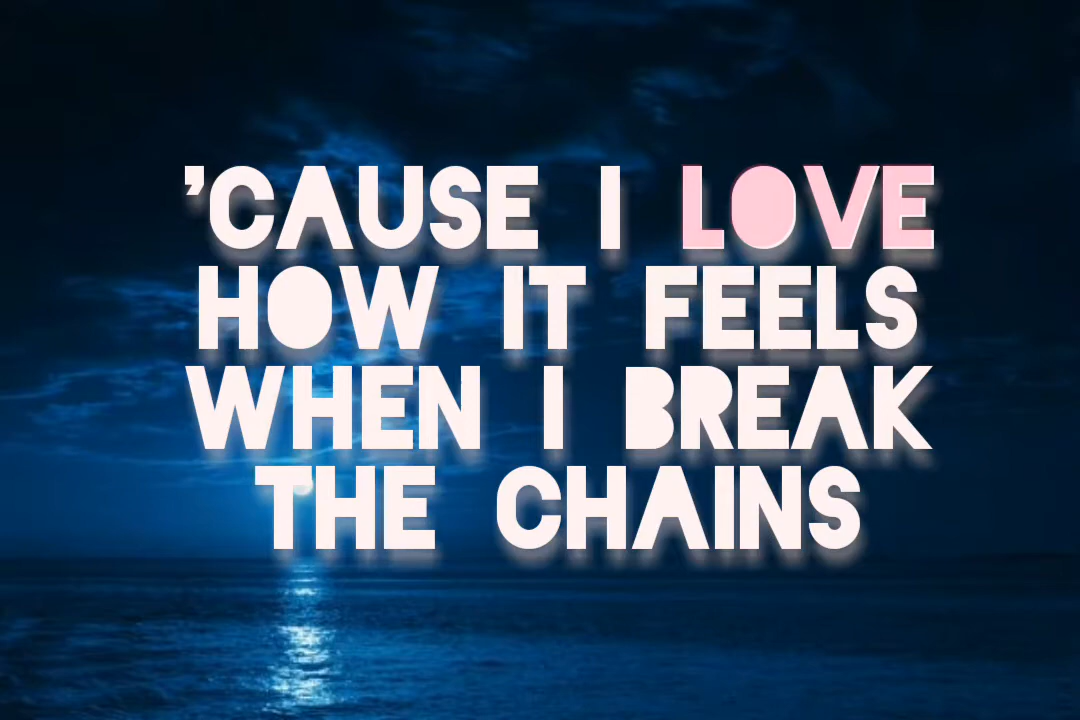 'CAUSE I LOVE
HOW IT FEELS
WHEN I BREAK
THE CHAINS